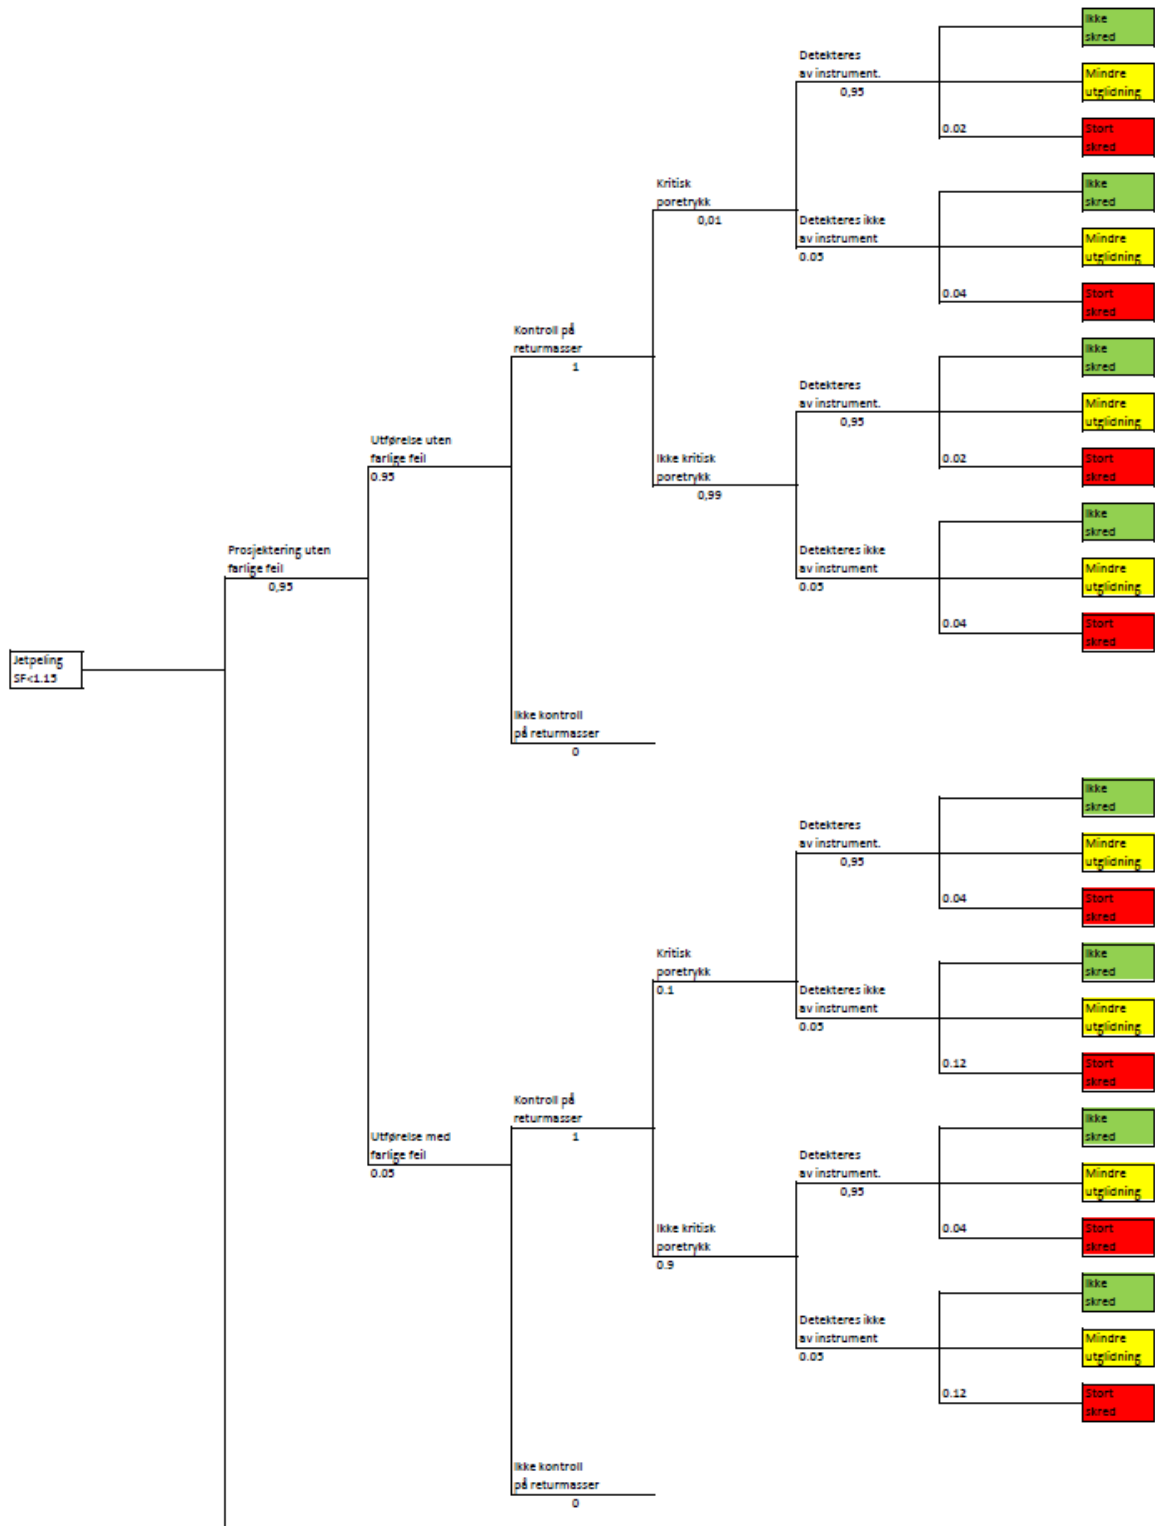 Ikke
skred
Detekteres
av instrument.
0,95
Mindre
utglidning
0.02
Stort
skred
Kritisk
poretrykk
0,01
Ikke
skred
Detekteres ikke
av instrument
0.05
Mindre
utglidning
0.04
Stort
skred
Kontroll på
returmasser
1
Ikke
skred
Detekteres
av instrument.
0,95
Mindre
utglidning
0.02
Stort
skred
Utførelse uten
farlige feil
0.95
Ikke kritisk
poretrykk
0,99
Ikke
skred
Detekteres ikke
av instrument
0.05
Mindre
utglidning
0.04
Stort
skred
Prosjektering uten
farlige feil
0,95
Jetpeling
SF<1.15
Ikke kontroll
på returmasser
0
Ikke
skred
Detekteres
av instrument.
0,95
Mindre
utglidning
0.04
Stort
skred
Kritisk
poretrykk
0.1
Ikke
skred
Detekteres ikke
av instrument
0.05
Mindre
utglidning
0.12
Stort
skred
Kontroll på
returmasser
1
Utførelse med
farlige feil
0.05
Ikke
skred
Detekteres
av instrument.
0,95
Mindre
utglidning
0.04
Stort
skred
Ikke kritisk
poretrykk
0.9
Ikke
skred
Detekteres ikke
av instrument
0.05
Mindre
utglidning
0.12
Stort
skred
Ikke kontroll
på returmasser
0